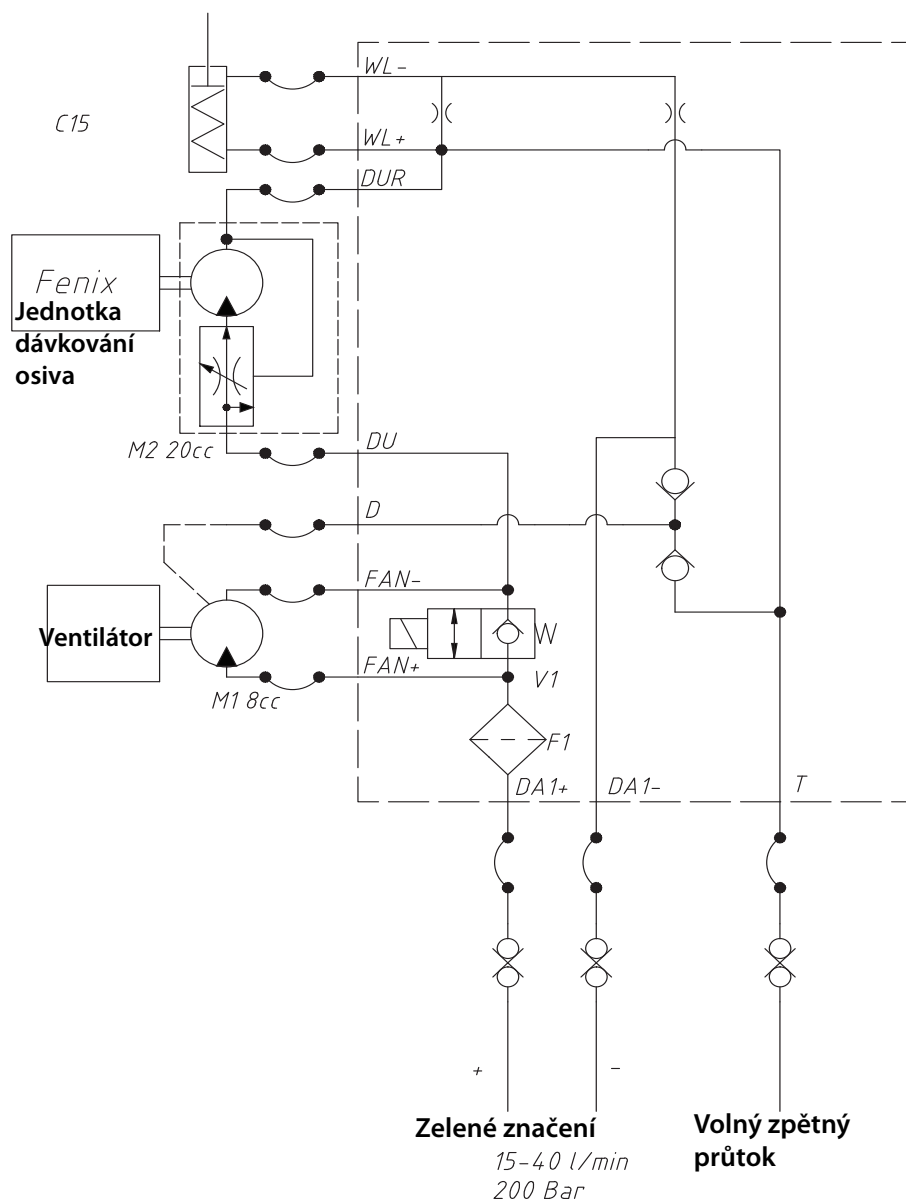 WL-
C15
WL+
DUR
Fenix
Jednotka
dávkování
osiva
M2 20cc
DU
D
FAN-
Ventilátor
W
FAN+
V1
M1 8cc
F1
DA1+
DA1-
T
+
-
Zelené značení
15-40 l/min
200 Bar
Volný zpětný
průtok